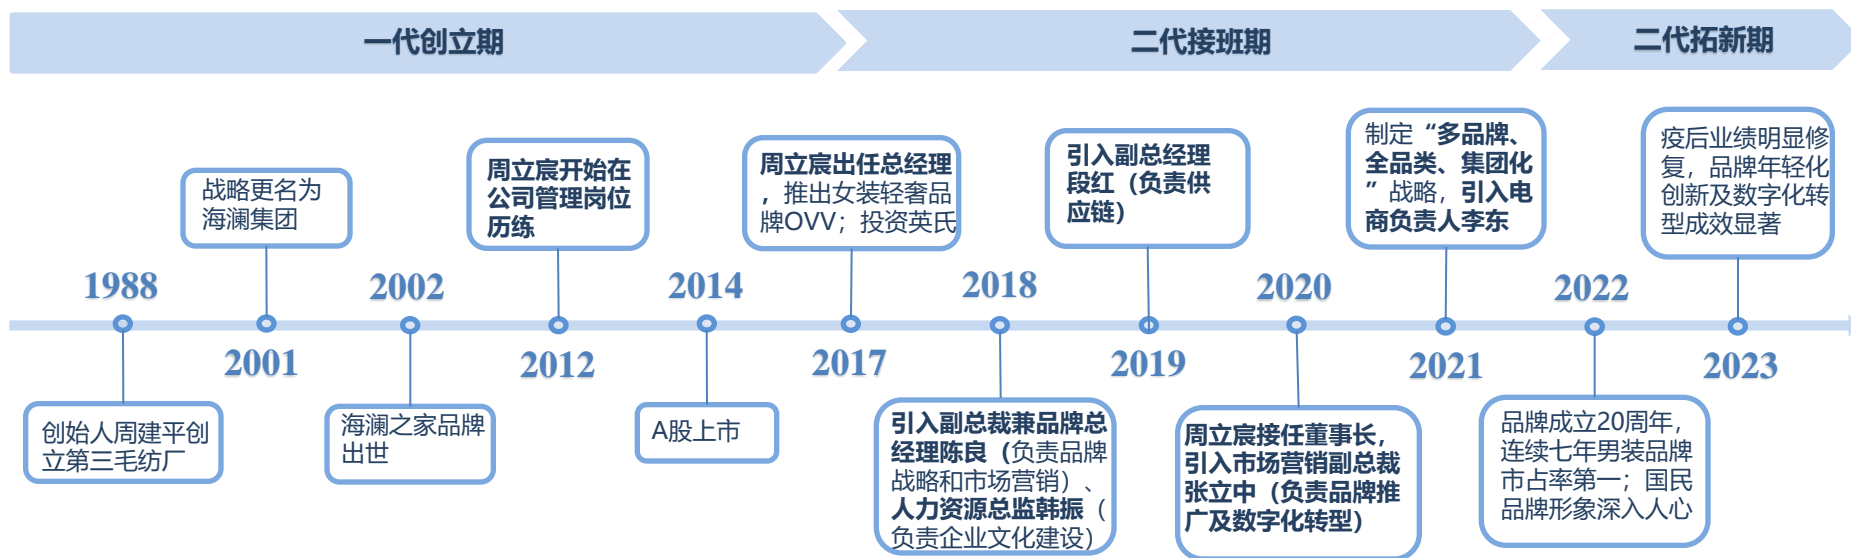 一代创立期
二代接班期
二代拓新期
战略更名为
海澜集团
周立宸开始在
公司管理岗位
历练
周立宸出任总经理
，推出女装轻奢品
牌OVV；投资英氏
引入副总经理
段红（负责供
应链）
制定“多品牌、
全品类、集团化
”战略，引入电
商负责人李东
疫后业绩明显修
复，品牌年轻化
创新及数字化转
型成效显著
1988
2002
2014
2018
2020
2022
2001
2012
2017
2019
2021
2023
创始人周建平创
立第三毛纺厂
海澜之家品牌
出世
A股上市
引入副总裁兼品牌总
经理陈良（负责品牌
战略和市场营销）、
人力资源总监韩振（
负责企业文化建设）
周立宸接任董事长，
引入市场营销副总裁
张立中（负责品牌推
广及数字化转型）
品牌成立20周年，
连续七年男装品牌
市占率第一；国民
品牌形象深入人心